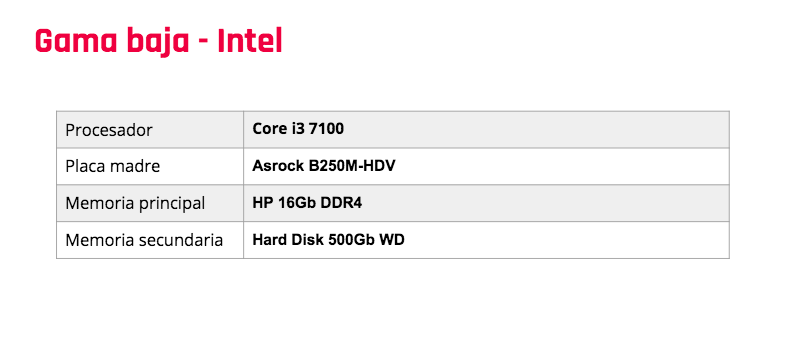 Gama baja - Intel
Procesador Core i3 7100
Placa madre Asrock B250M-HDV
Memoria principal HP 16Gb DDR4
Memoria secundaria Hard Disk 500Gb WD